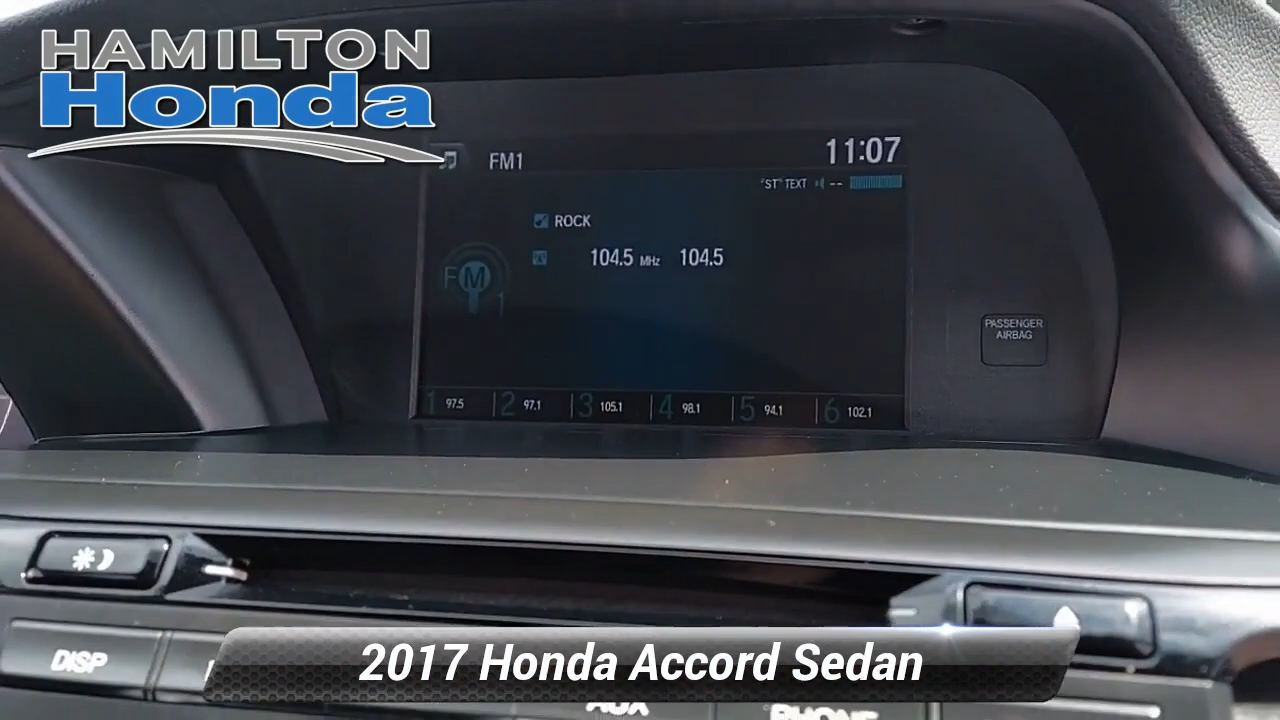 HAMILTON
Honda
FM1
11:07
"ST" TEXT --
ROCK
104.5 MHz 104.5
FM 1
PASSENGER
AIRBAG
1 97.5 2 97.1 3 105.1 4 98.1 5 94.1 6 102.1
DISP
2017 Honda Accord Sedan
AUX
PHONE